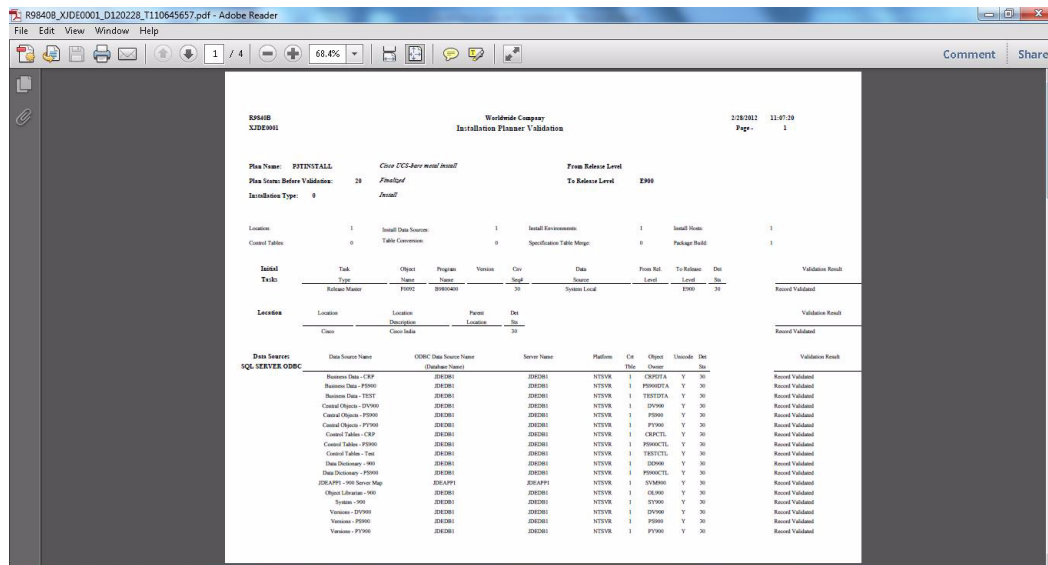 R9840B_XJDE0001_D120228_T110645657.pdf - Adobe Reader
File Edit View Window Help
1 / 4 68.4% Comment Share
R9840B Worldwide Company 2/28/2012 11:07:20
XJDE0001 Installation Planner Validation Page - 1
Plan Name: PJTINSTALL Cisco UCS-bare metal install From Release Level
Plan Status Before Validation: 20 Finalized To Release Level E900
Installation Type: 0 Install
Location: 1 Install Data Sources: 1 Install Environments: 1 Install Hosts: 1
Control Tables: 0 Table Conversion: 0 Specification Table Merge: 0 Package Build: 1
Initial Task Object Program Version Cnv Data From Rel. To Release Det Validation Result
Tasks Type Name Name Seq# Source Level Level Sts
Release Master F0092 R9800400 30 System Local E900 30 Record Validated
Location Location Location Parent Det Validation Result
Description Location Sts
Cisco Cisco India 30 Record Validated
Data Sources Data Source Name ODBC Data Source Name Server Name Platform Crt Object Unicode Det Validation Result
SQL SERVER ODBC (Database Name) Tble Owner Sts
Business Data - CRP JDEDB1 JDEDB1 NTSVR 1 CRPDTA Y 30 Record Validated
Business Data - PS900 JDEDB1 JDEDB1 NTSVR 1 PS900DTA Y 30 Record Validated
Business Data - TEST JDEDB1 JDEDB1 NTSVR 1 TESTDTA Y 30 Record Validated
Central Objects - DV900 JDEDB1 JDEDB1 NTSVR 1 DV900 Y 30 Record Validated
Central Objects - PS900 JDEDB1 JDEDB1 NTSVR 1 PS900 Y 30 Record Validated
Central Objects - PY900 JDEDB1 JDEDB1 NTSVR 1 PY900 Y 30 Record Validated
Control Tables - CRP JDEDB1 JDEDB1 NTSVR 1 CRPCTL Y 30 Record Validated
Control Tables - PS900 JDEDB1 JDEDB1 NTSVR 1 PS900CTL Y 30 Record Validated
Control Tables - Test JDEDB1 JDEDB1 NTSVR 1 TESTCTL Y 30 Record Validated
Data Dictionary - 900 JDEDB1 JDEDB1 NTSVR 1 DD900 Y 30 Record Validated
Data Dictionary - PS900 JDEDB1 JDEDB1 NTSVR 1 PS900CTL Y 30 Record Validated
JDEAPP1 - 900 Server Map JDEAPP1 JDEAPP1 NTSVR 1 SVM900 Y 30 Record Validated
Object Librarian - 900 JDEDB1 JDEDB1 NTSVR 1 OL900 Y 30 Record Validated
System - 900 JDEDB1 JDEDB1 NTSVR 1 SY900 Y 30 Record Validated
Versions - DV900 JDEDB1 JDEDB1 NTSVR 1 DV900 Y 30 Record Validated
Versions - PS900 JDEDB1 JDEDB1 NTSVR 1 PS900 Y 30 Record Validated
Versions - PY900 JDEDB1 JDEDB1 NTSVR 1 PY900 Y 30 Record Validated